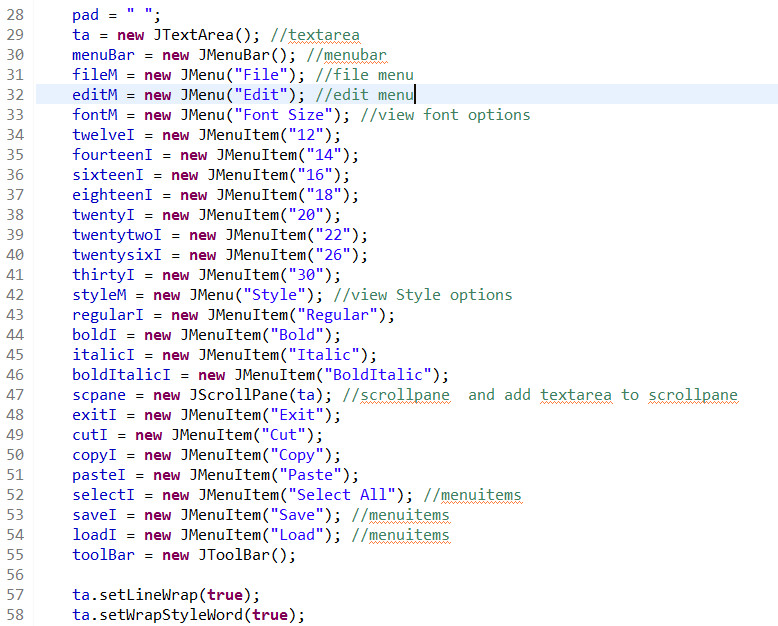 28 pad = " ";
29 ta = new JTextArea(); //textarea
30 menuBar = new JMenuBar(); //menubar
31 fileM = new JMenu("File"); //file menu
32 editM = new JMenu("Edit"); //edit menu
33 fontM = new JMenu("Font Size"); //view font options
34 twelveI = new JMenuItem("12");
35 fourteenI = new JMenuItem("14");
36 sixteenI = new JMenuItem("16");
37 eighteenI = new JMenuItem("18");
38 twentyI = new JMenuItem("20");
39 twentytwoI = new JMenuItem("22");
40 twentysixI = new JMenuItem("26");
41 thirtyI = new JMenuItem("30");
42 styleM = new JMenu("Style"); //view Style options
43 regularI = new JMenuItem("Regular");
44 boldI = new JMenuItem("Bold");
45 italicI = new JMenuItem("Italic");
46 boldItalicI = new JMenuItem("BoldItalic");
47 scpane = new JScrollPane(ta); //scrollpane  and add textarea to scrollpane
48 exitI = new JMenuItem("Exit");
49 cutI = new JMenuItem("Cut");
50 copyI = new JMenuItem("Copy");
51 pasteI = new JMenuItem("Paste");
52 selectI = new JMenuItem("Select All"); //menuitems
53 saveI = new JMenuItem("Save"); //menuitems
54 loadI = new JMenuItem("Load"); //menuitems
55 toolBar = new JToolBar();
56
57 ta.setLineWrap(true);
58 ta.setWrapStyleWord(true);